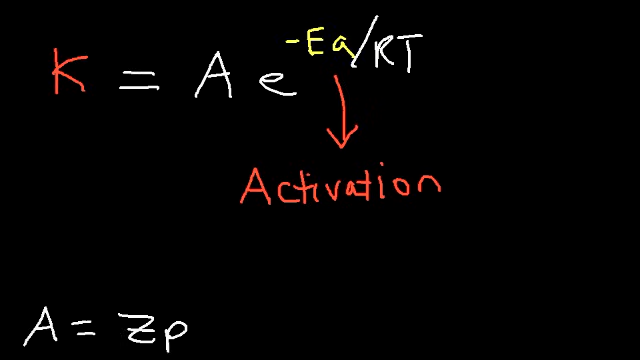 K = A e^-Ea/RT
Activation
A = Zp